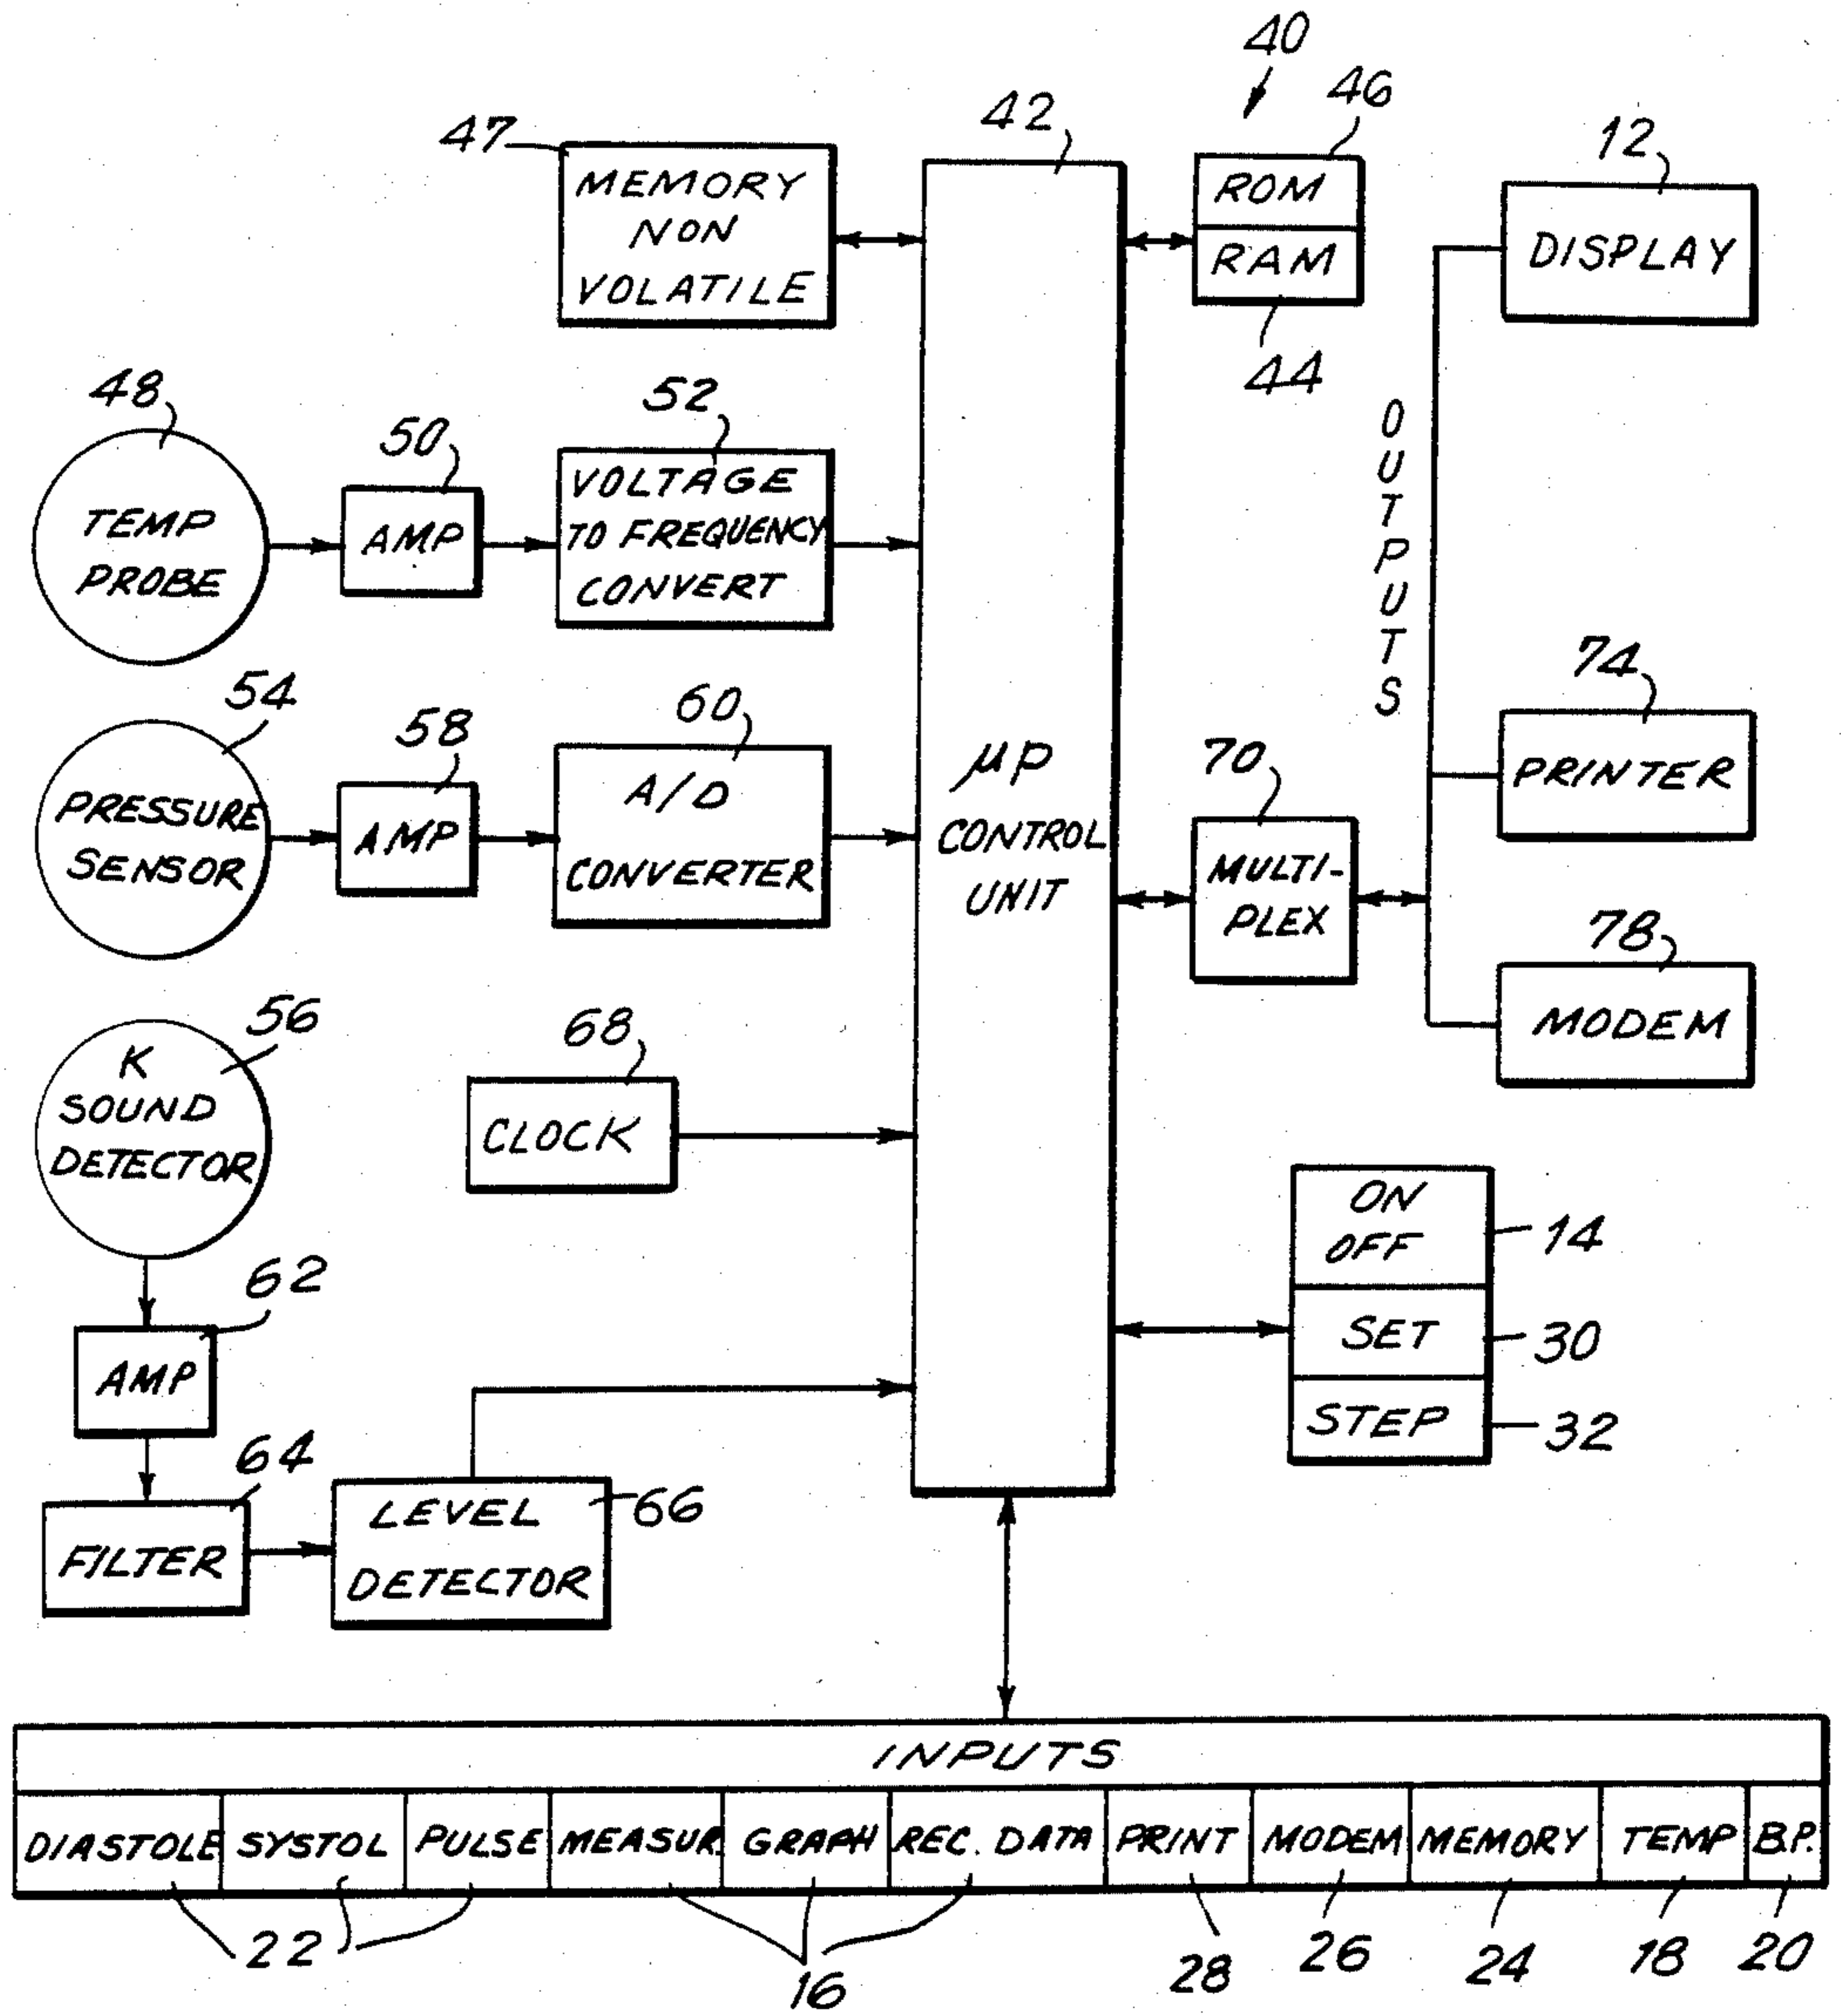 40
47
42
46
12
MEMORY
NON
VOLATILE
ROM
RAM
44
DISPLAY
48
50
52
TEMP
PROBE
AMP
VOLTAGE
TO FREQUENCY
CONVERT
OUTPUTS
54
58
60
PRESSURE
SENSOR
AMP
A/D
CONVERTER
μP
CONTROL
UNIT
70
MULTI-
PLEX
74
PRINTER
78
MODEM
56
K
SOUND
DETECTOR
68
CLOCK
ON
OFF
14
SET
30
STEP
32
62
AMP
64
FILTER
LEVEL
DETECTOR
66
INPUTS
DIASTOLE SYSTOL PULSE MEASUR. GRAPH REC. DATA PRINT MODEM MEMORY TEMP B.P.
22 16 28 26 24 18 20